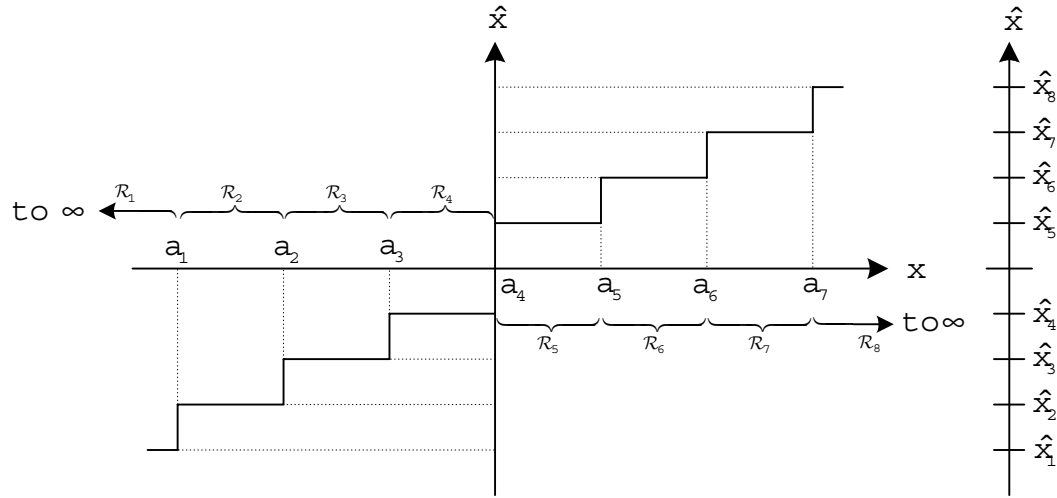 x̂ x̂
x̂₈
x̂₇
x̂₆
ℛ₁ ℛ₂ ℛ₃ ℛ₄
to ∞ x̂₅
a₁ a₂ a₃
x
a₄ a₅ a₆ a₇
x̂₄
to∞
ℛ₅ ℛ₆ ℛ₇ ℛ₈
x̂₃
x̂₂
x̂₁